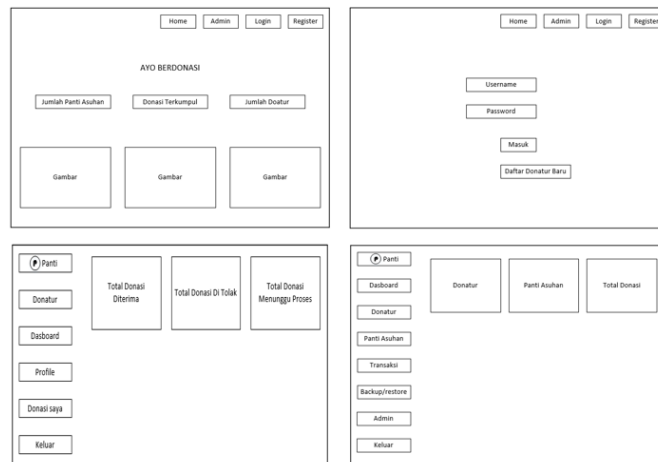 Home Admin Login Register
AYO BERDONASI
Jumlah Panti Asuhan Donasi Terkumpul Jumlah Doatur
Gambar Gambar Gambar
Home Admin Login Register
Username
Password
Masuk
Daftar Donatur Baru
P Panti
Donatur
Dasboard
Profile
Donasi saya
Keluar
Total Donasi
Diterima
Total Donasi Di Tolak
Total Donasi
Menunggu Proses
P Panti
Dasboard
Donatur
Panti Asuhan
Transaksi
Backup/restore
Admin
Keluar
Donatur Panti Asuhan Total Donasi